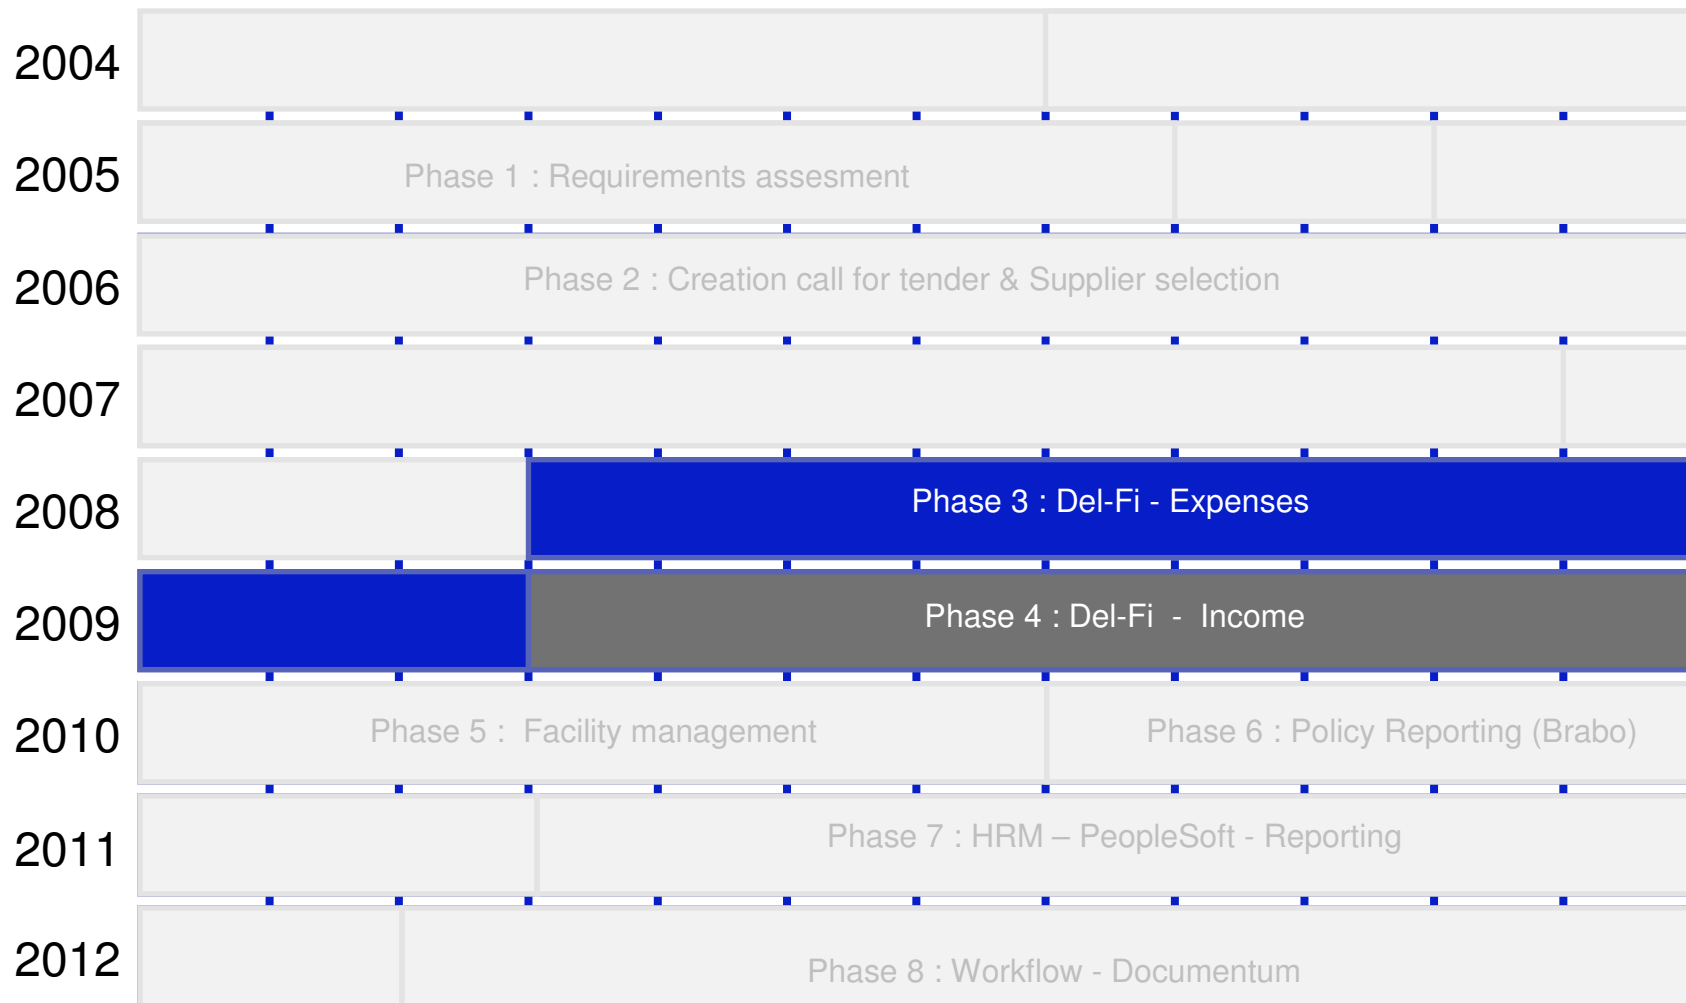 2004
2005
Phase 1 : Requirements assesment
2006
Phase 2 : Creation call for tender & Supplier selection
2007
2008
Phase 3 : Del-Fi - Expenses
2009
Phase 4 : Del-Fi - Income
2010
Phase 5 : Facility management
Phase 6 : Policy Reporting (Brabo)
2011
Phase 7 : HRM – PeopleSoft - Reporting
2012
Phase 8 : Workflow - Documentum